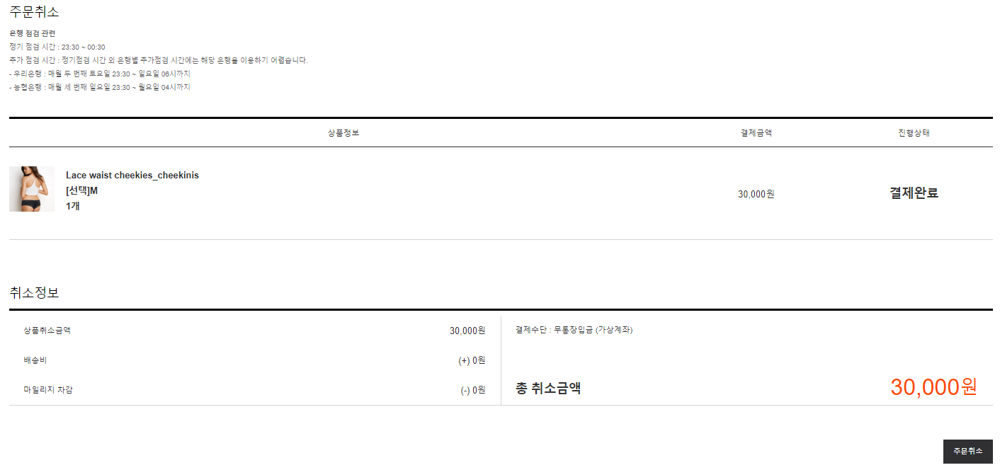 주문취소
은행 점검 관련
정기 점검 시간 : 23:30 ~ 00:30
추가 점검 시간 : 정기점검 시간 외 은행별 추가점검 시간에는 해당 은행을 이용하기 어렵습니다.
- 우리은행 : 매월 두 번째 토요일 23:30 ~ 일요일 06시까지
- 농협은행 : 매월 세 번째 일요일 23:30 ~ 월요일 04시까지
상품정보 결제금액 진행상태
Lace waist cheekies_cheekinis
[선택]M
1개
30,000원
결제완료
취소정보
상품취소금액 30,000원
배송비 (+) 0원
마일리지 차감 (-) 0원
결제수단 : 무통장입금 (가상계좌)
총 취소금액 30,000원
주문취소